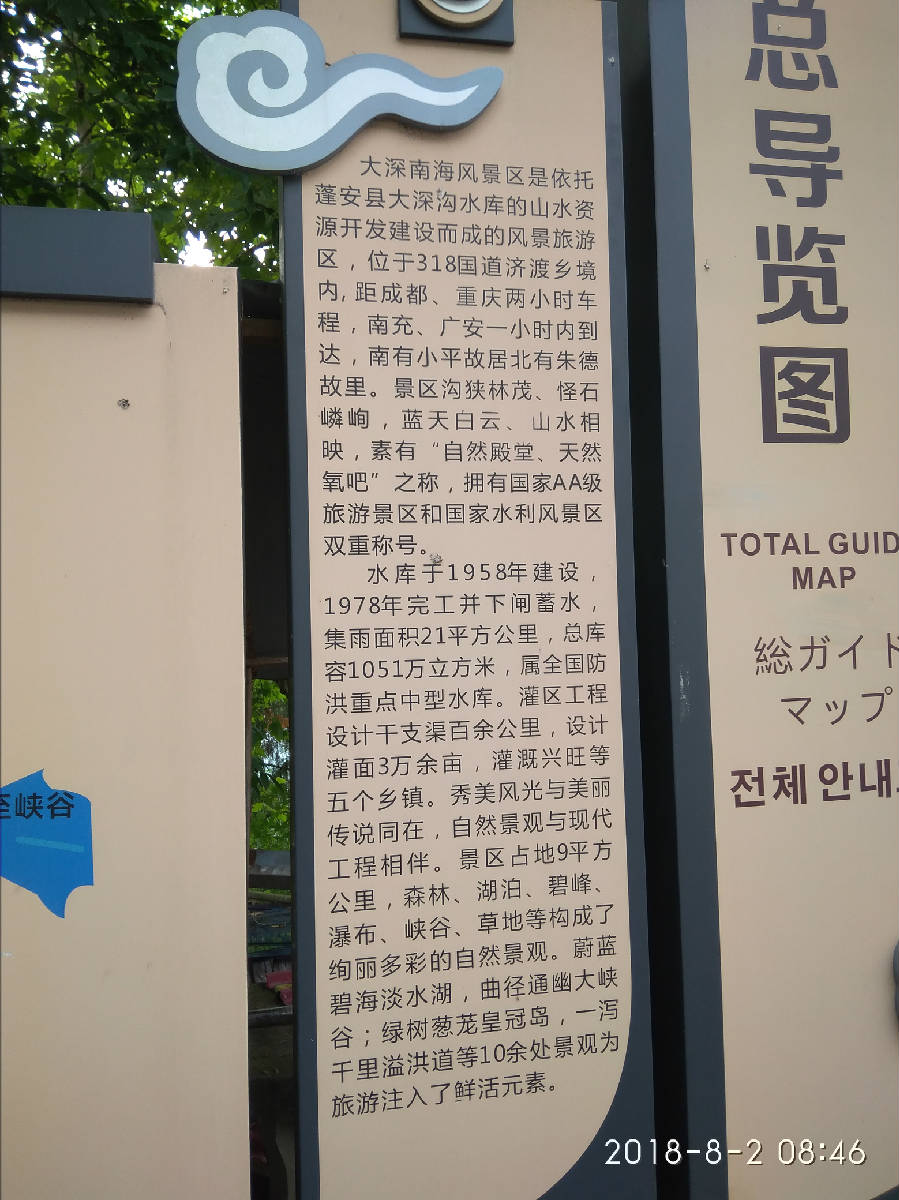 大深南海风景区是依托
蓬安县大深沟水库的山水资
源开发建设而成的风景旅游
区，位于318国道济渡乡境
内,距成都、重庆两小时车
程，南充、广安一小时内到
达，南有小平故居北有朱德
故里。景区沟狭林茂、怪石
嶙峋，蓝天白云、山水相
映，素有“自然殿堂、天然
氧吧”之称，拥有国家AA级
旅游景区和国家水利风景区
双重称号。
水库于1958年建设，
1978年完工并下闸蓄水，
集雨面积21平方公里，总库
容1051万立方米，属全国防
洪重点中型水库。灌区工程
设计干支渠百余公里，设计
灌面3万余亩，灌溉兴旺等
五个乡镇。秀美风光与美丽
传说同在，自然景观与现代
工程相伴。景区占地9平方
公里，森林、湖泊、碧峰、
瀑布、峡谷、草地等构成了
绚丽多彩的自然景观。蔚蓝
碧海淡水湖，曲径通幽大峡
谷；绿树葱茏皇冠岛，一泻
千里溢洪道等10余处景观为
旅游注入了鲜活元素。
总导览图
TOTAL GUID
MAP
総ガイド
マップ
전체 안내
至峡谷
2018-8-2 08:46